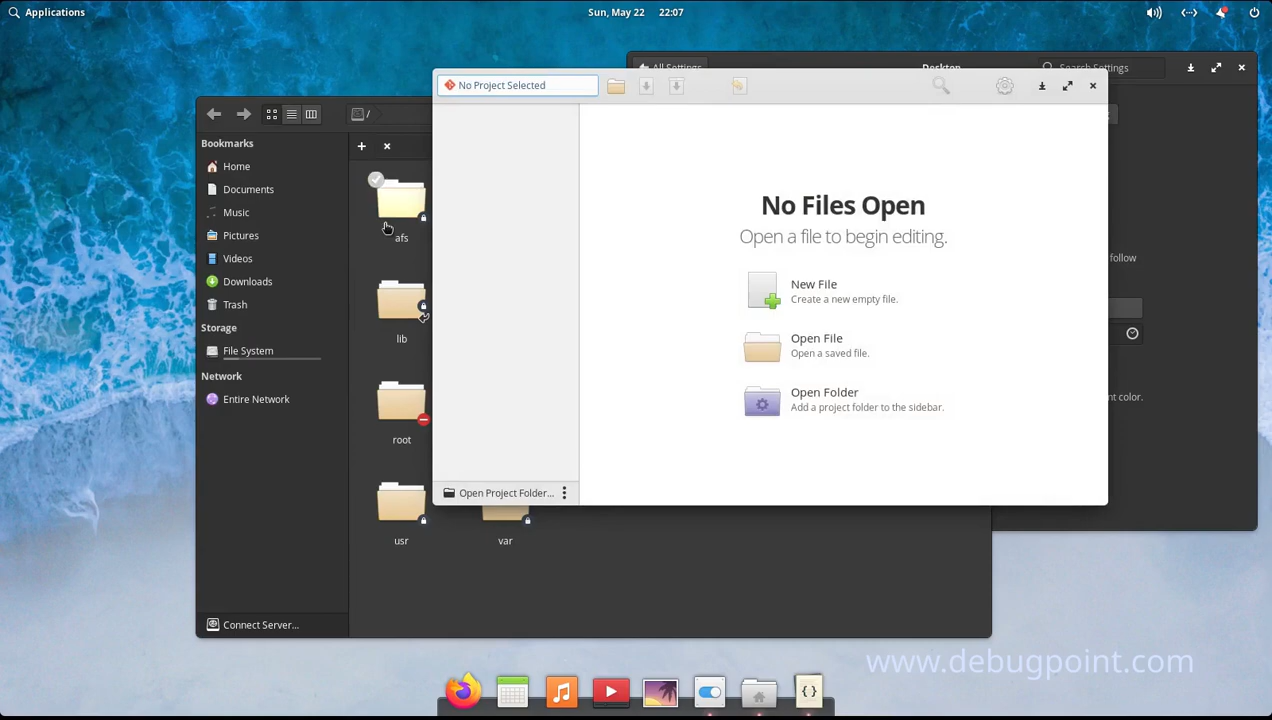 Applications
Sun, May 22 22:07
All Settings
Desktop
Search Settings
No Project Selected
/
Bookmarks
Home
Documents
Music
Pictures
Videos
Downloads
Trash
Storage
File System
Network
Entire Network
Connect Server...
afs
lib
root
usr
var
No Files Open
Open a file to begin editing.
New File
Create a new empty file.
Open File
Open a saved file.
Open Folder
Add a project folder to the sidebar.
Open Project Folder...
follow
nt color.
www.debugpoint.com